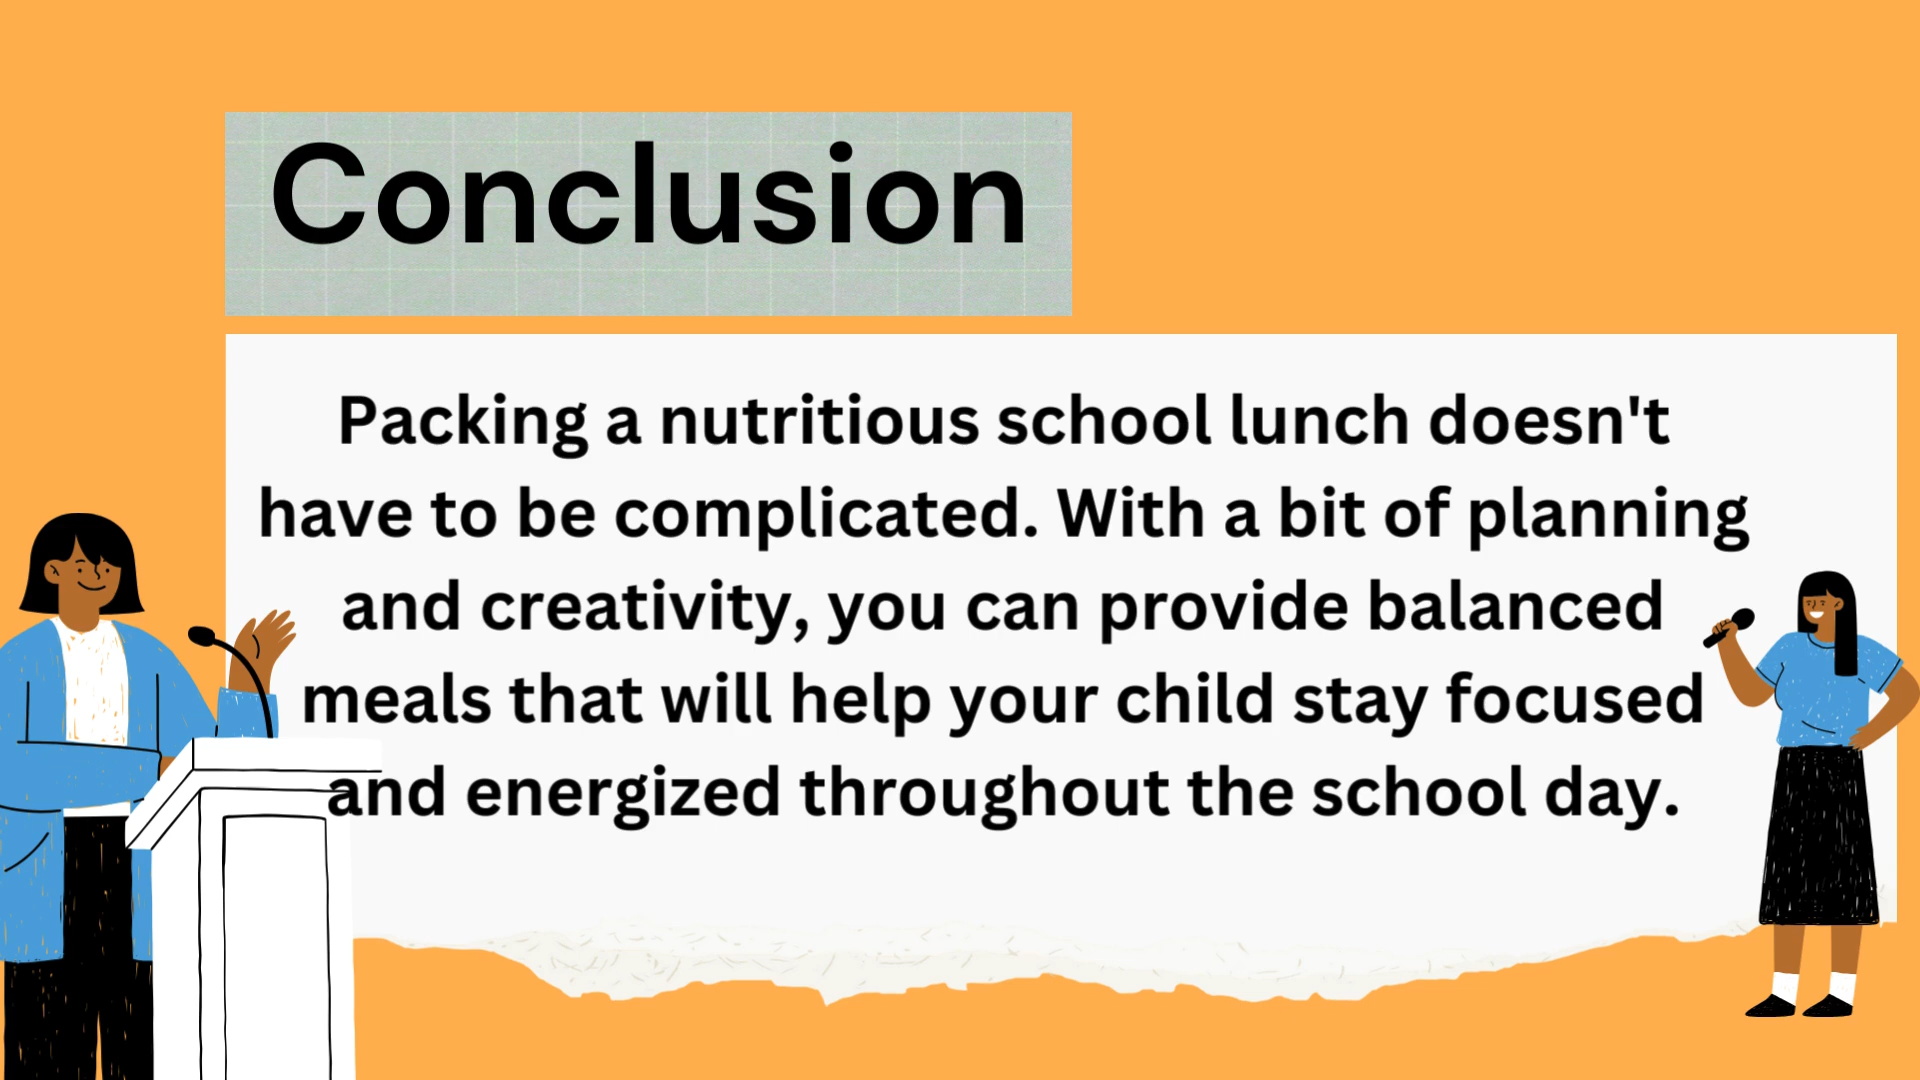 Conclusion
Packing a nutritious school lunch doesn't
have to be complicated. With a bit of planning
and creativity, you can provide balanced
meals that will help your child stay focused
and energized throughout the school day.